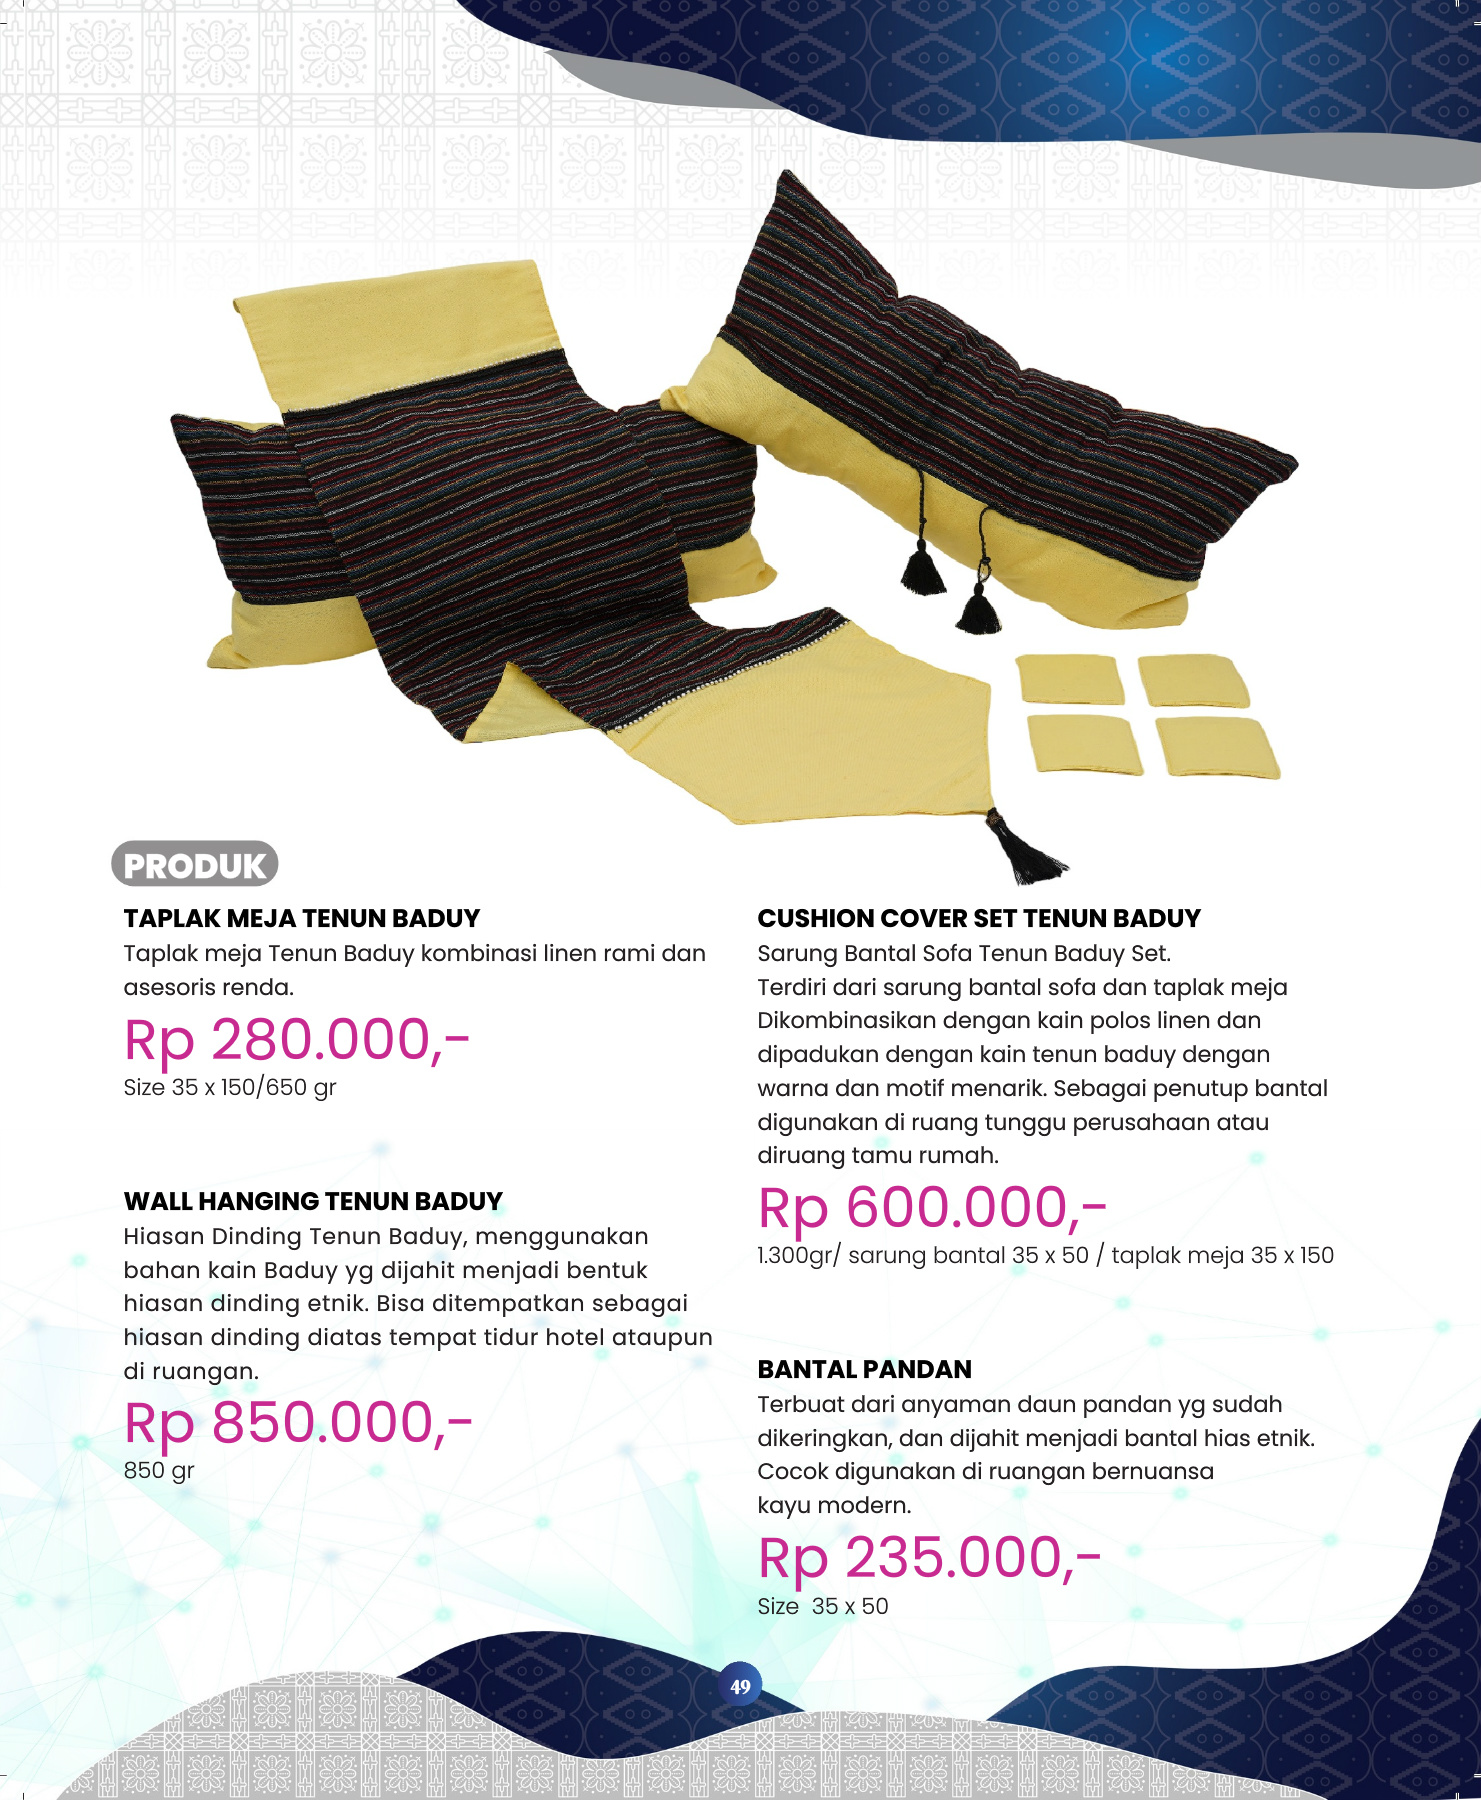 PRODUK
TAPLAK MEJA TENUN BADUY
Taplak meja Tenun Baduy kombinasi linen rami dan
asesoris renda.
Rp 280.000,-
Size 35 x 150/650 gr
WALL HANGING TENUN BADUY
Hiasan Dinding Tenun Baduy, menggunakan
bahan kain Baduy yg dijahit menjadi bentuk
hiasan dinding etnik. Bisa ditempatkan sebagai
hiasan dinding diatas tempat tidur hotel ataupun
di ruangan.
Rp 850.000,-
850 gr
CUSHION COVER SET TENUN BADUY
Sarung Bantal Sofa Tenun Baduy Set.
Terdiri dari sarung bantal sofa dan taplak meja
Dikombinasikan dengan kain polos linen dan
dipadukan dengan kain tenun baduy dengan
warna dan motif menarik. Sebagai penutup bantal
digunakan di ruang tunggu perusahaan atau
diruang tamu rumah.
Rp 600.000,-
1.300gr/ sarung bantal 35 x 50 / taplak meja 35 x 150
BANTAL PANDAN
Terbuat dari anyaman daun pandan yg sudah
dikeringkan, dan dijahit menjadi bantal hias etnik.
Cocok digunakan di ruangan bernuansa
kayu modern.
Rp 235.000,-
Size 35 x 50
49